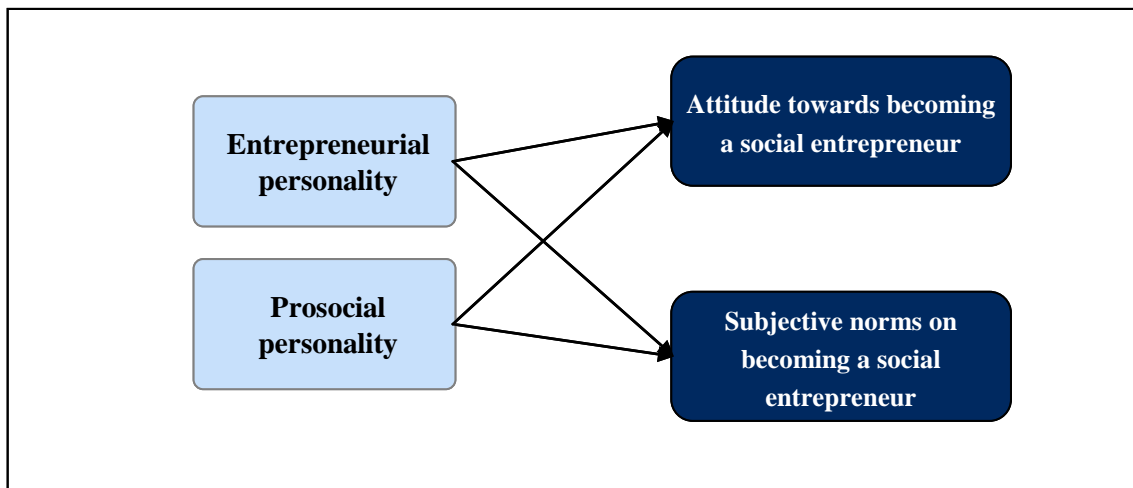 Entrepreneurial
personality
Prosocial
personality
Attitude towards becoming
a social entrepreneur
Subjective norms on
becoming a social
entrepreneur